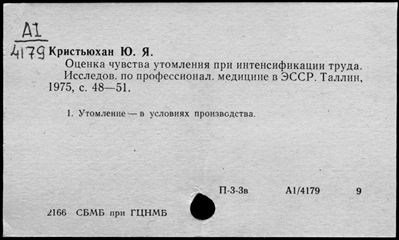 AI
4179
Кристьюхан Ю. Я.
Оценка чувства утомления при интенсификации труда.
Исследов. по профессионал. медицине в ЭССР. Таллин,
1975, с. 48—51.
1. Утомление — в условиях производства.
П-3-3в А1/4179 9
2166 СБМБ при ГЦНМБ